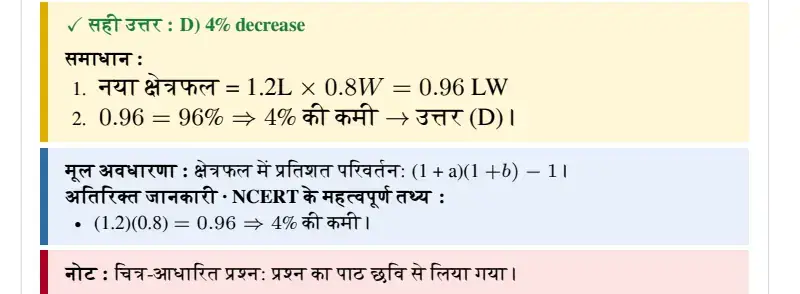 ✓ सही उत्तर : D) 4% decrease
समाधान :
1. नया क्षेत्रफल = 1.2L × 0.8W = 0.96 LW
2. 0.96 = 96% ⇒ 4% की कमी → उत्तर (D)।
मूल अवधारणा : क्षेत्रफल में प्रतिशत परिवर्तन: (1 + a)(1 +b) − 1।
अतिरिक्त जानकारी · NCERT के महत्वपूर्ण तथ्य :
• (1.2)(0.8) = 0.96 ⇒ 4% की कमी।
नोट : चित्र-आधारित प्रश्न: प्रश्न का पाठ छवि से लिया गया।